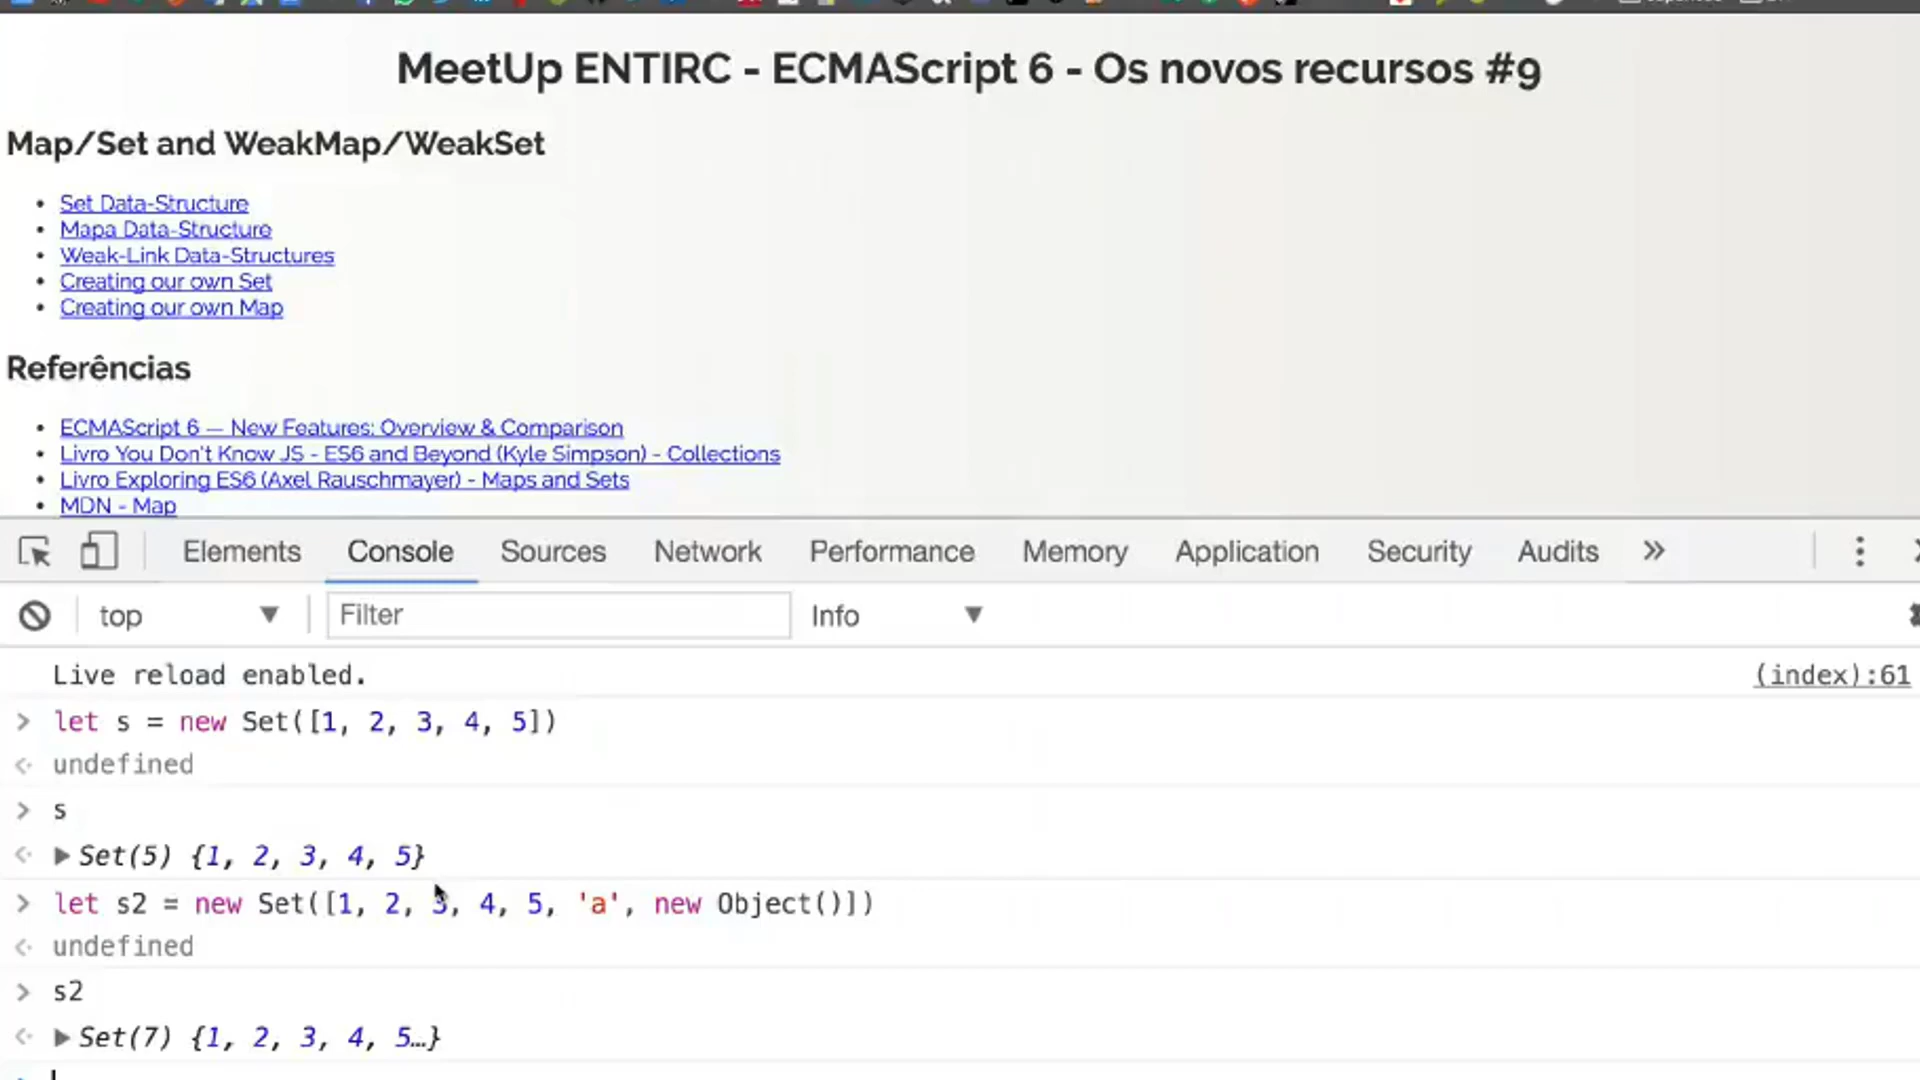 MeetUp ENTIRC - ECMAScript 6 - Os novos recursos #9
Map/Set and WeakMap/WeakSet
• Set Data-Structure
• Mapa Data-Structure
• Weak-Link Data-Structures
• Creating our own Set
• Creating our own Map
Referências
• ECMAScript 6 — New Features: Overview & Comparison
• Livro You Don't Know JS - ES6 and Beyond (Kyle Simpson) - Collections
• Livro Exploring ES6 (Axel Rauschmayer) - Maps and Sets
• MDN - Map
Elements Console Sources Network Performance Memory Application Security Audits »
top Filter Info
Live reload enabled. (index):61
> let s = new Set([1, 2, 3, 4, 5])
undefined
> s
Set(5) {1, 2, 3, 4, 5}
> let s2 = new Set([1, 2, 3, 4, 5, 'a', new Object()])
undefined
> s2
Set(7) {1, 2, 3, 4, 5…}